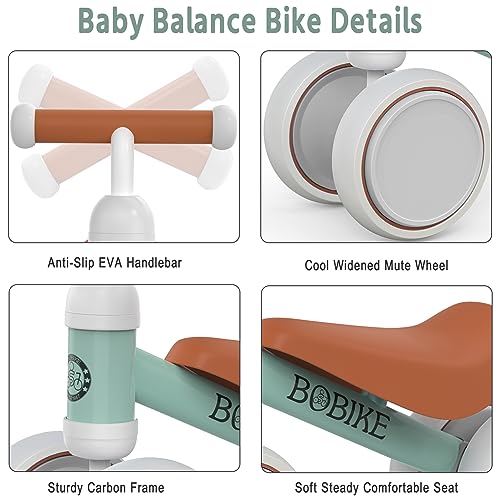 Baby Balance Bike Details
Anti-Slip EVA Handlebar
Cool Widened Mute Wheel
BOBIKE
BOBIKE
Sturdy Carbon Frame
Soft Steady Comfortable Seat